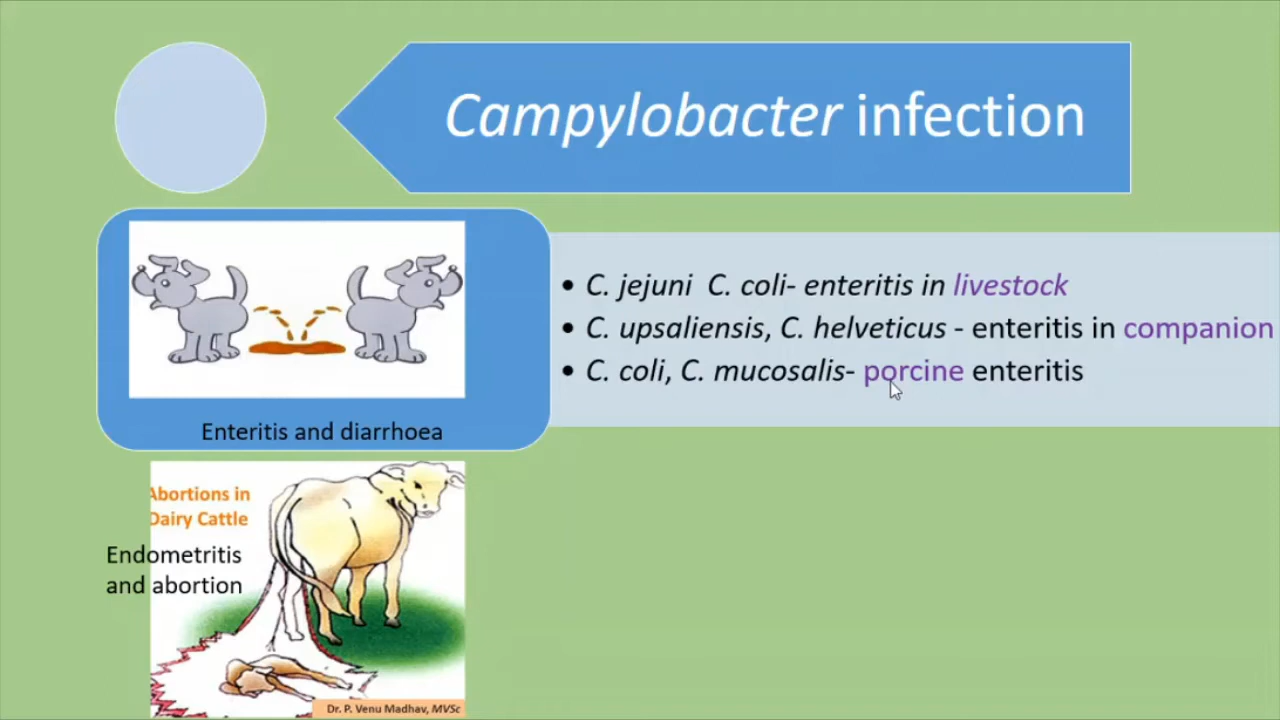 Campylobacter infection
• C. jejuni C. coli- enteritis in livestock
• C. upsaliensis, C. helveticus - enteritis in companion
• C. coli, C. mucosalis- porcine enteritis
Enteritis and diarrhoea
Abortions in
Dairy Cattle
Endometritis
and abortion
Dr. P. Venu Madhav, MVSc